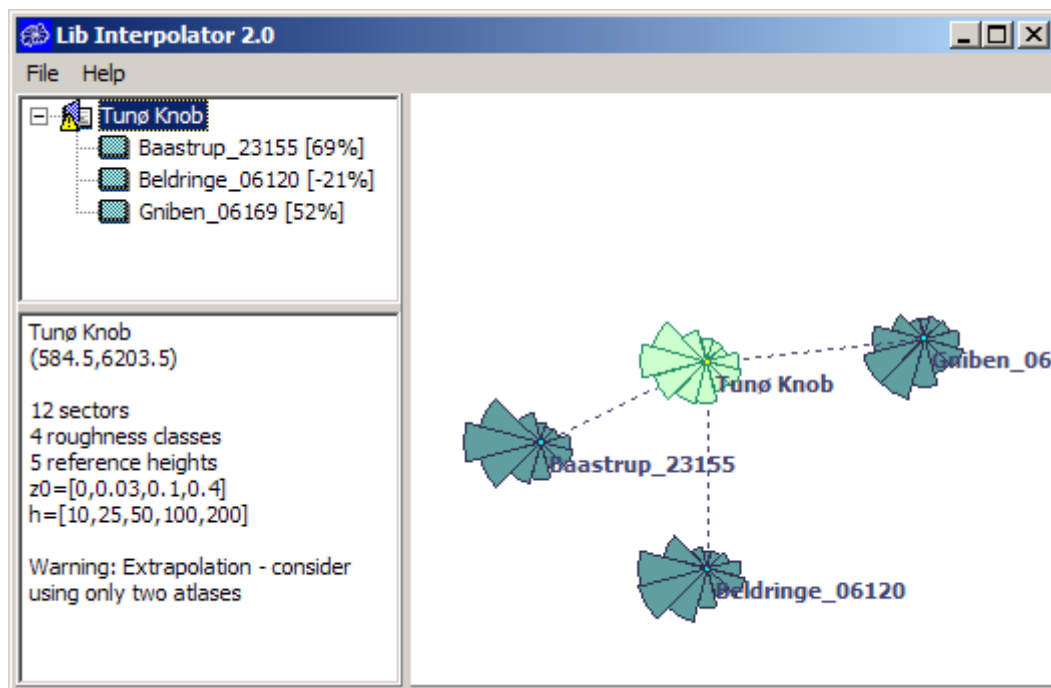 Lib Interpolator 2.0
File Help
Tunø Knob
Baastrup_23155 [69%]
Beldringe_06120 [-21%]
Gniben_06169 [52%]
Tunø Knob
(584.5,6203.5)
12 sectors
4 roughness classes
5 reference heights
z0=[0,0.03,0.1,0.4]
h=[10,25,50,100,200]
Warning: Extrapolation - consider
using only two atlases
Gniben_06
Tunø Knob
Baastrup_23155
Beldringe_06120